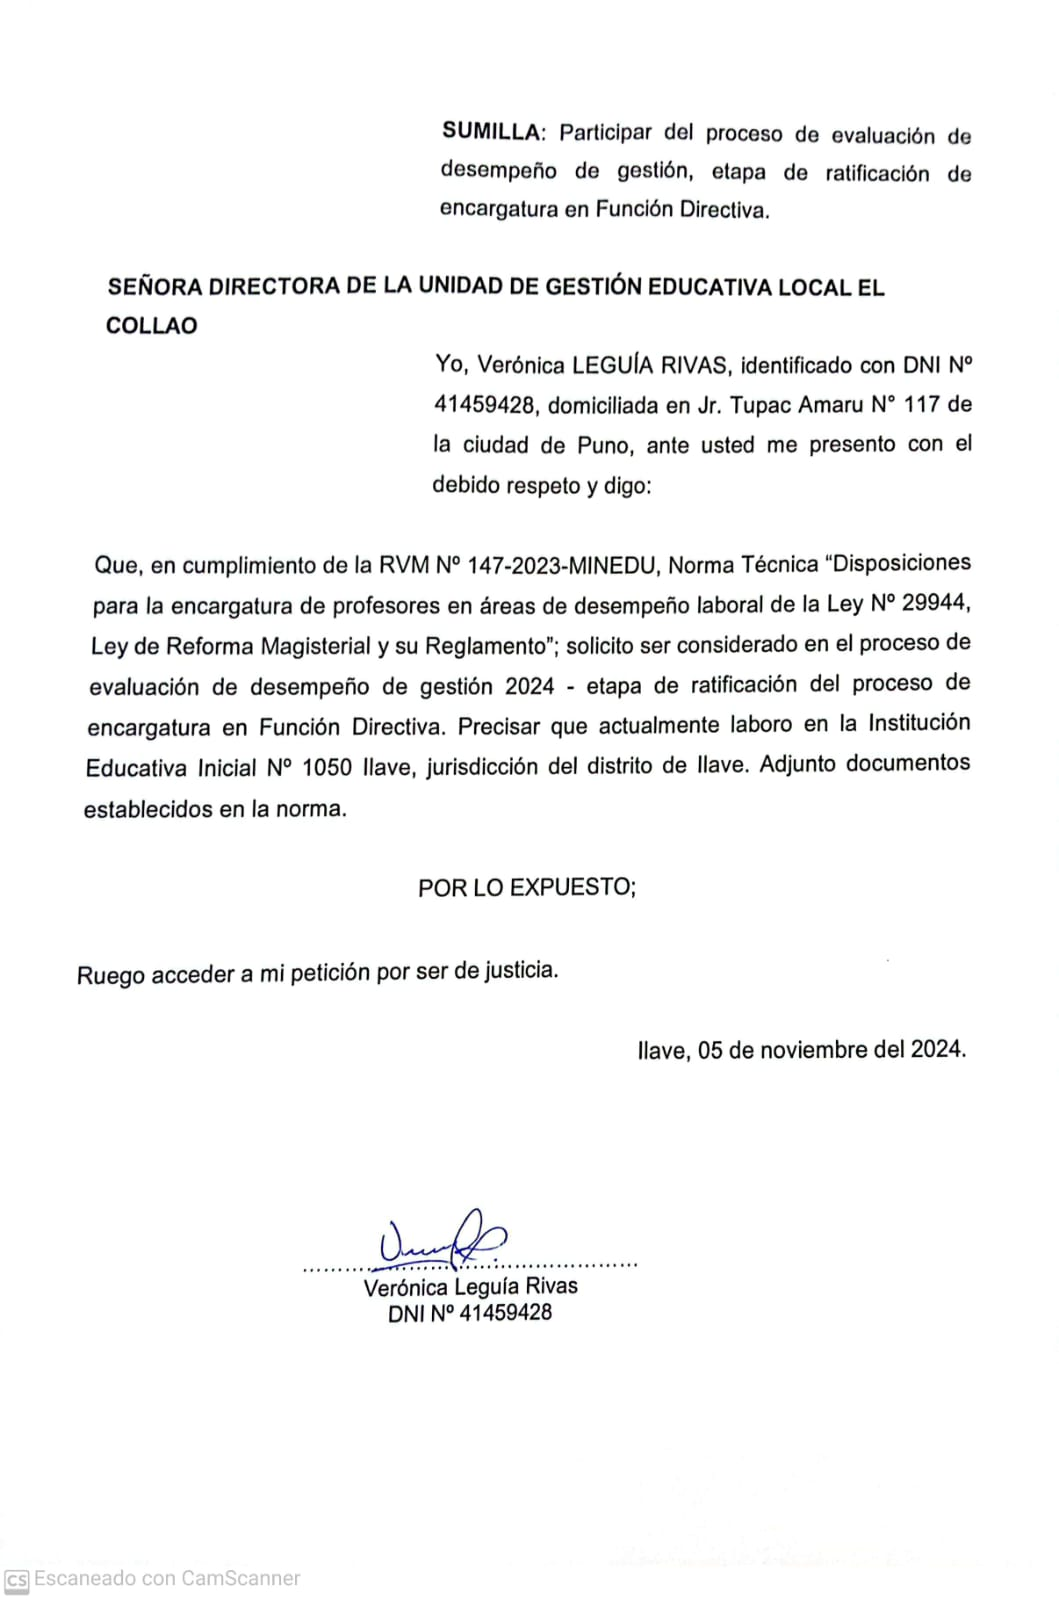 SUMILLA: Participar del proceso de evaluación de
desempeño de gestión, etapa de ratificación de
encargatura en Función Directiva.
SEÑORA DIRECTORA DE LA UNIDAD DE GESTIÓN EDUCATIVA LOCAL EL
COLLAO
Yo, Verónica LEGUÍA RIVAS, identificado con DNI Nº
41459428, domiciliada en Jr. Tupac Amaru N° 117 de
la ciudad de Puno, ante usted me presento con el
debido respeto y digo:
Que, en cumplimiento de la RVM Nº 147-2023-MINEDU, Norma Técnica “Disposiciones
para la encargatura de profesores en áreas de desempeño laboral de la Ley Nº 29944,
Ley de Reforma Magisterial y su Reglamento”; solicito ser considerado en el proceso de
evaluación de desempeño de gestión 2024 - etapa de ratificación del proceso de
encargatura en Función Directiva. Precisar que actualmente laboro en la Institución
Educativa Inicial Nº 1050 Ilave, jurisdicción del distrito de Ilave. Adjunto documentos
establecidos en la norma.
POR LO EXPUESTO;
Ruego acceder a mi petición por ser de justicia.
Ilave, 05 de noviembre del 2024.
Verónica Leguía Rivas
DNI Nº 41459428
CS Escaneado con CamScanner